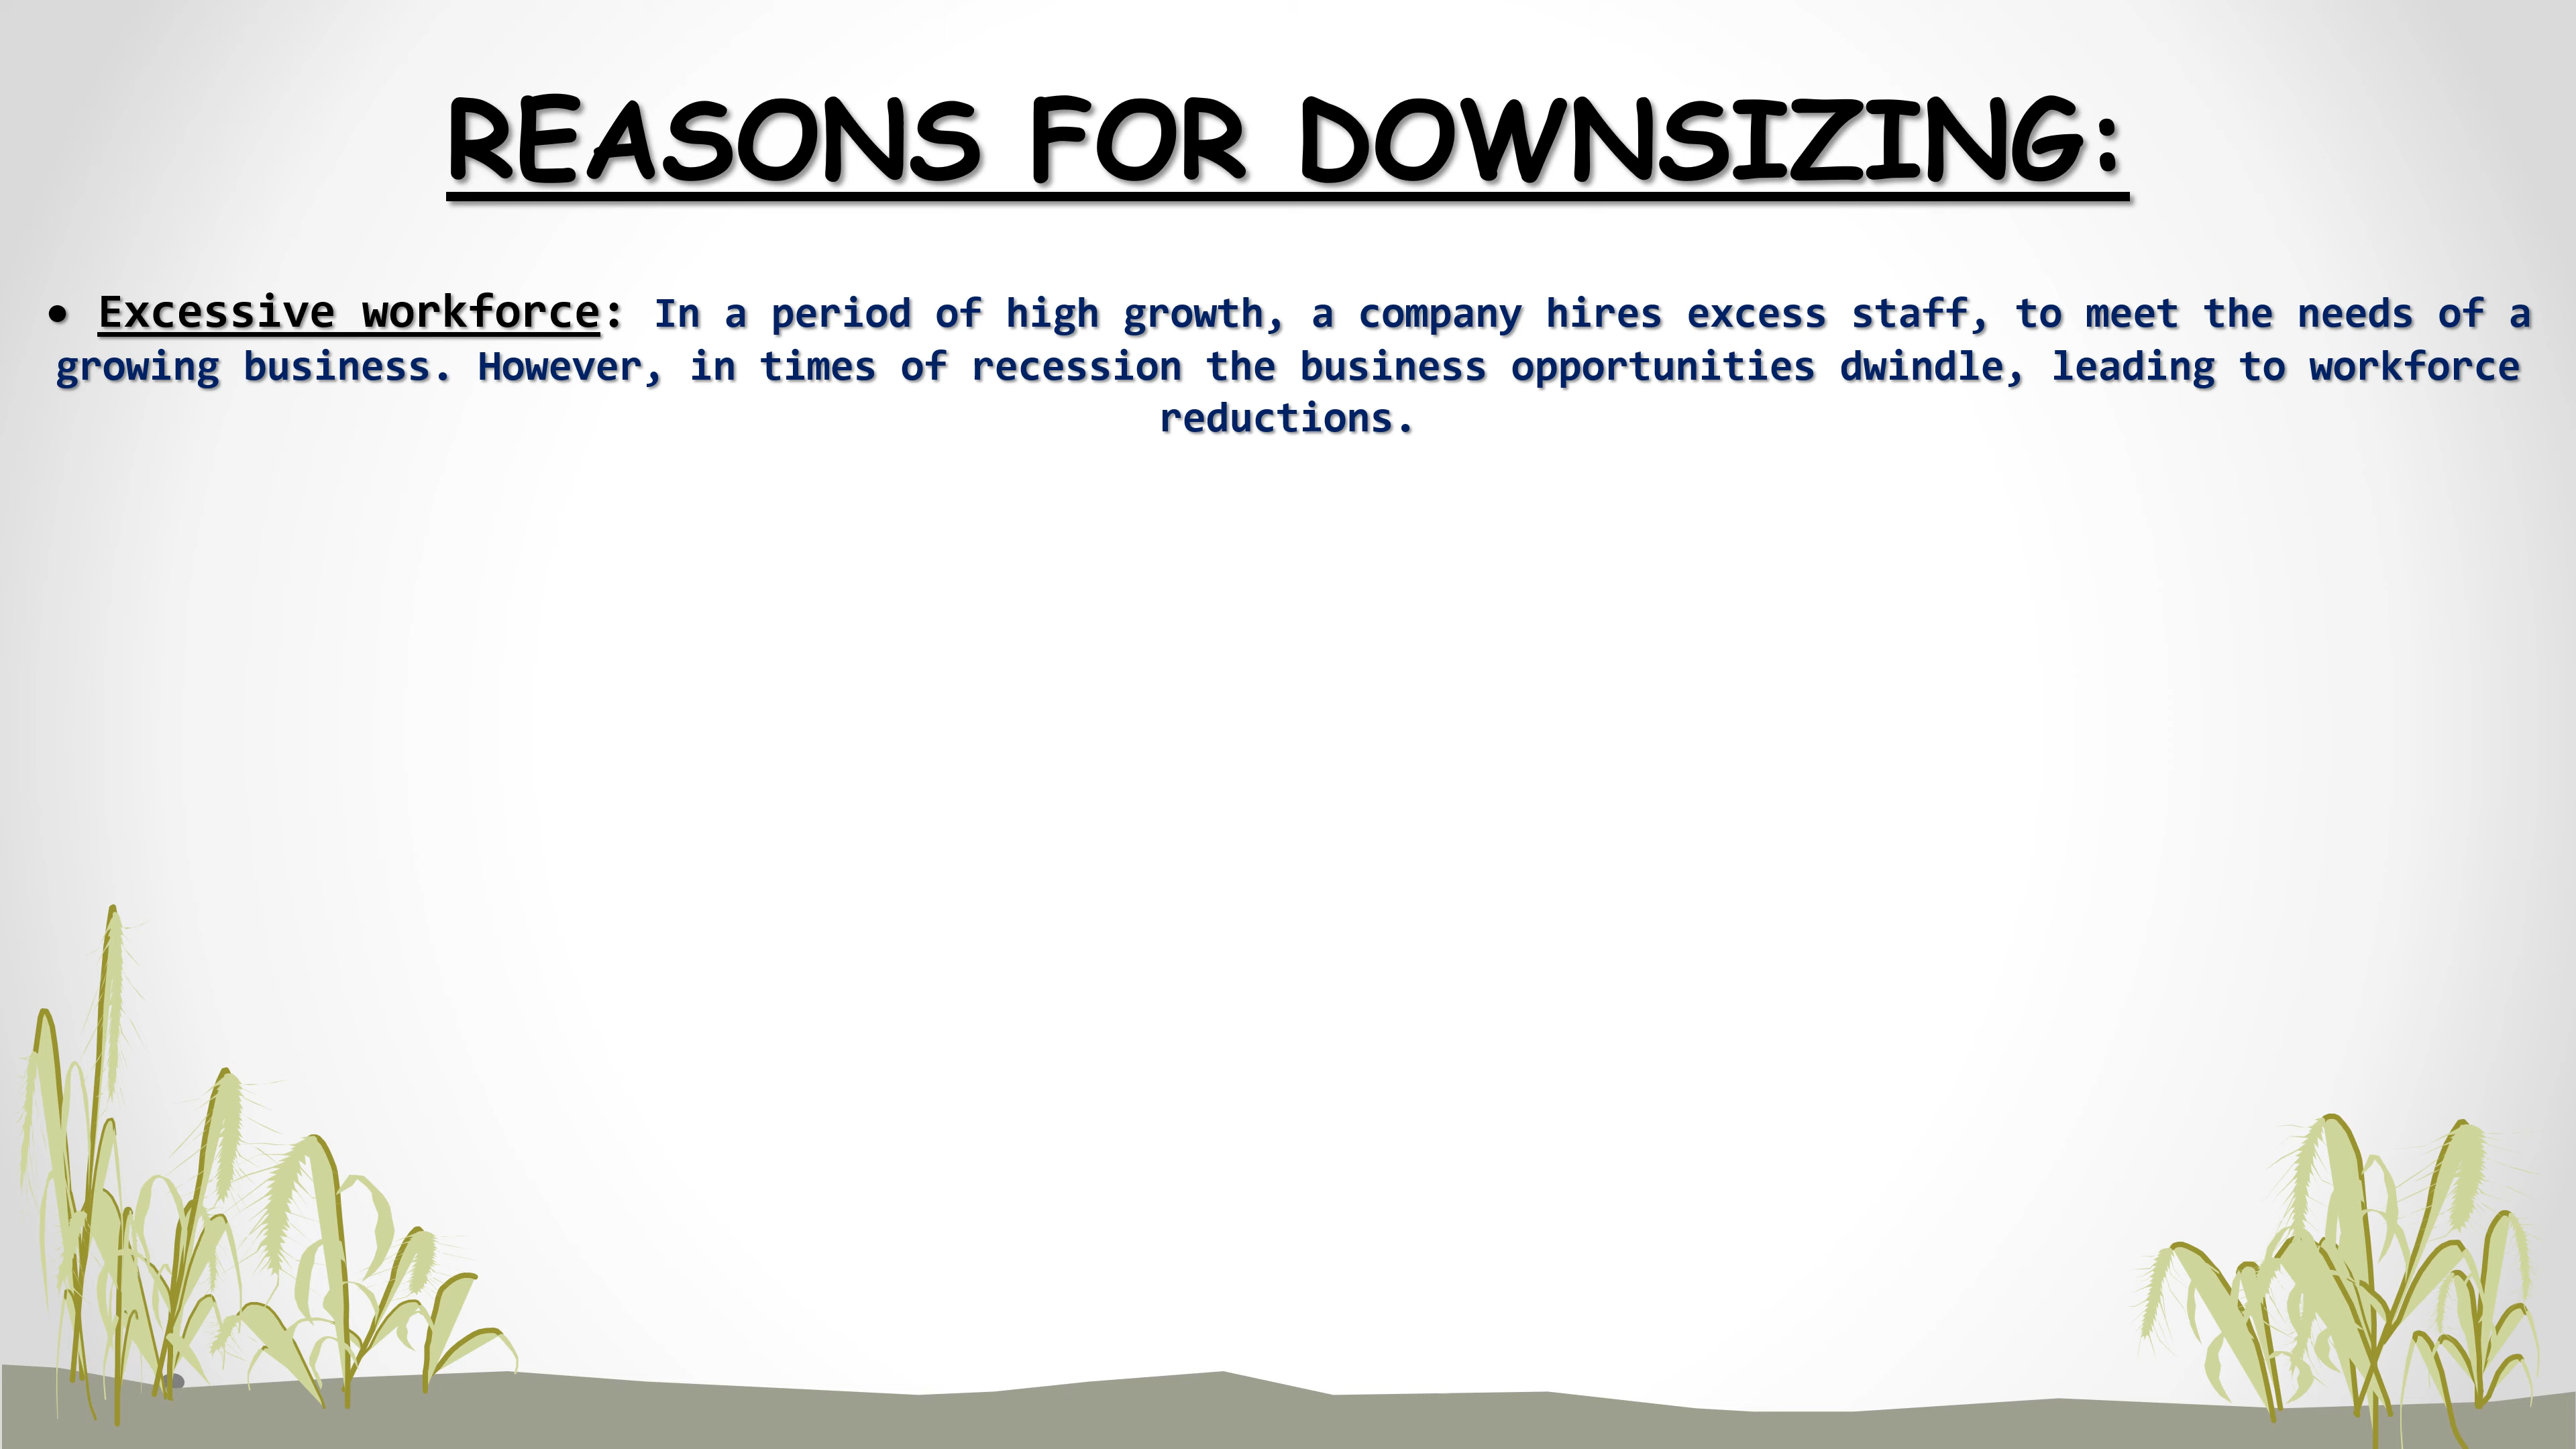 REASONS FOR DOWNSIZING:
• Excessive workforce: In a period of high growth, a company hires excess staff, to meet the needs of a
growing business. However, in times of recession the business opportunities dwindle, leading to workforce
reductions.